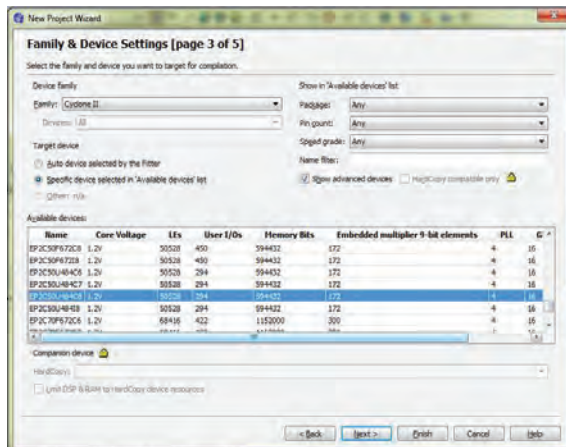 New Project Wizard
Family & Device Settings [page 3 of 5]
Select the family and device you want to target for compilation.
Device family
Family: Cyclone II
Devices: All
Target device
Auto device selected by the Fitter
Specific device selected in 'Available devices' list
Other: n/a
Show in 'Available devices' list
Package: Any
Pin count: Any
Speed grade: Any
Name filter:
Show advanced devices HardCopy compatible only
Available devices:
Name Core Voltage LEs User I/Os Memory Bits Embedded multiplier 9-bit elements PLL G
EP2C50F672C8 1.2V 50528 450 594432 172 4 16
EP2C50F672I8 1.2V 50528 450 594432 172 4 16
EP2C50U484C6 1.2V 50528 294 594432 172 4 16
EP2C50U484C7 1.2V 50528 294 594432 172 4 16
EP2C50U484C8 1.2V 50528 294 594432 172 4 16
EP2C50U484I8 1.2V 50528 294 594432 172 4 16
EP2C70F672C6 1.2V 68416 422 1152000 300 4 16
Companion device
HardCopy:
Limit DSP & RAM to HardCopy device resources
< Back Next > Finish Cancel Help